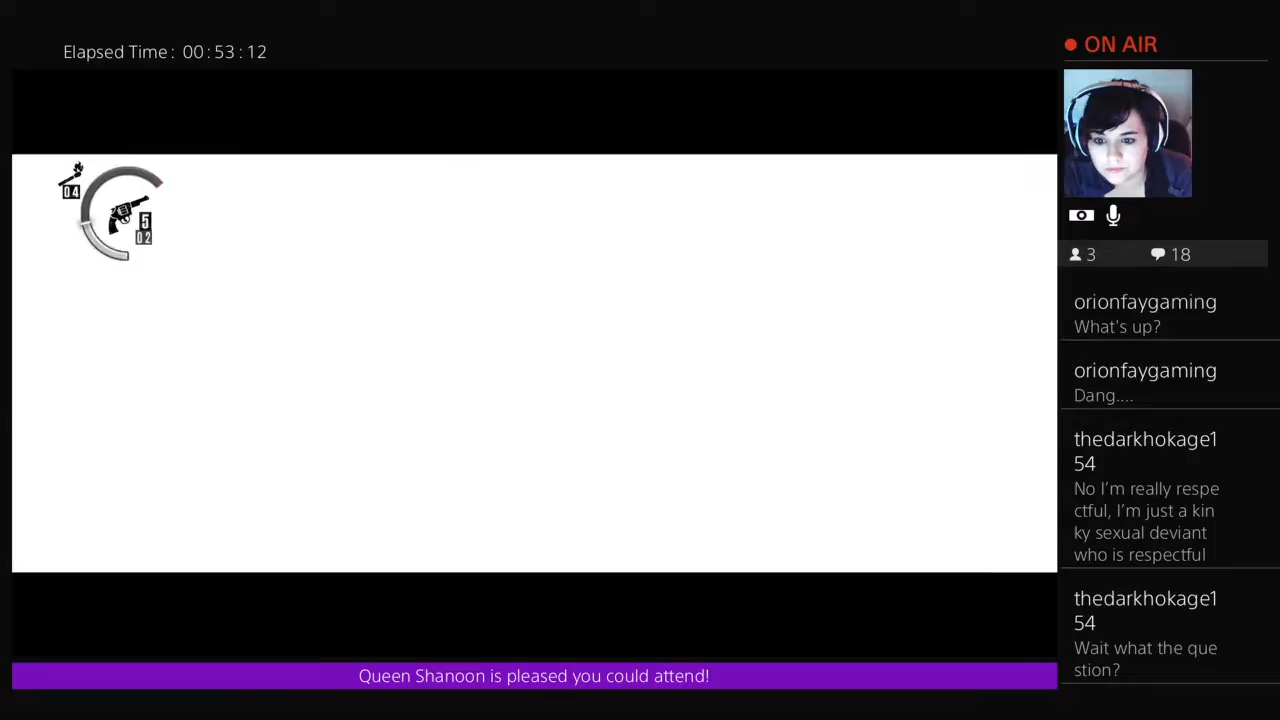 Elapsed Time: 00:53:12
ON AIR
04
5
02
3 18
orionfaygaming
What's up?
orionfaygaming
Dang....
thedarkhokage1
54
No I'm really respe
ctful, I'm just a kin
ky sexual deviant
who is respectful
thedarkhokage1
54
Wait what the que
stion?
Queen Shanoon is pleased you could attend!